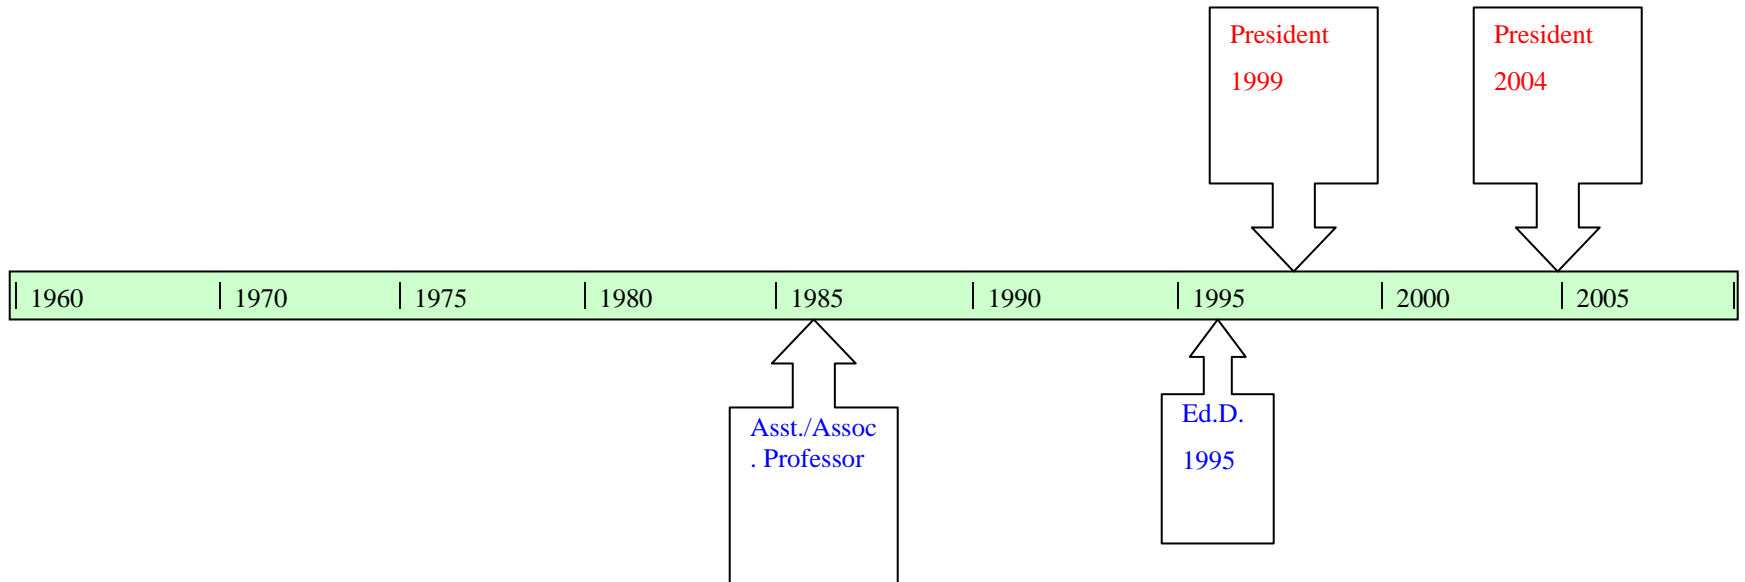 President
1999
President
2004
1960 1970 1975 1980 1985 1990 1995 2000 2005
Asst./Assoc
. Professor
Ed.D.
1995